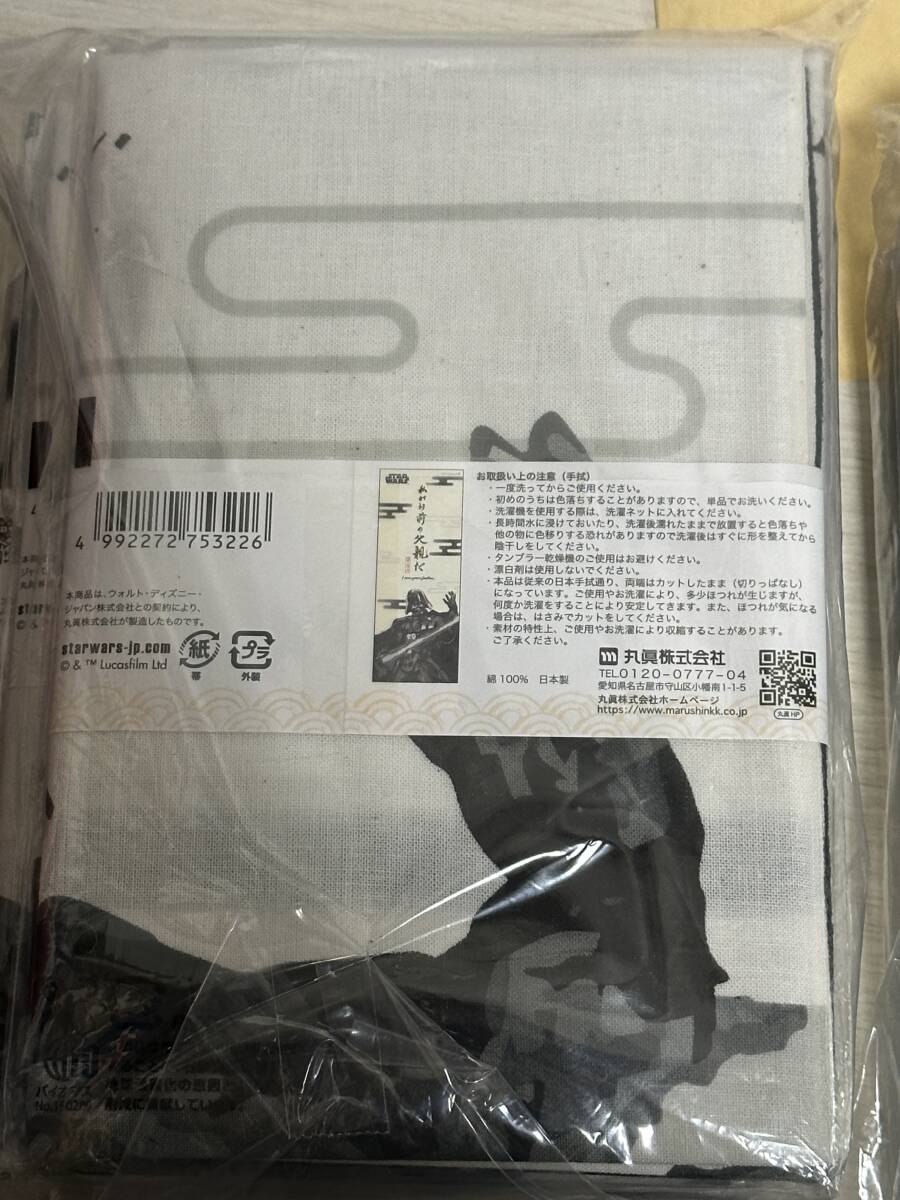 4 992272 753226
本商品は、ウォルト・ディズニー・
ジャパン株式会社との契約により、
丸眞株式会社が製造したものです。
starwars-jp.com
© & ™ Lucasfilm Ltd
紙
帯
プラ
外装
STAR
WARS
私がお前の父親だ
I am your father.
お取扱い上の注意（手拭）
・一度洗ってからご使用ください。
・初めのうちは色落ちすることがありますので、単品でお洗いください。
・洗濯機を使用する際は、洗濯ネットに入れてください。
・長時間水に浸けておいたり、洗濯後濡れたままで放置すると色落ちや
他の物に色移りする恐れがありますので洗濯後はすぐに形を整えてから
陰干しをしてください。
・タンブラー乾燥機のご使用はお避けください。
・漂白剤は使用しないでください。
・本品は従来の日本手拭通り、両端はカットしたまま（切りっぱなし）
になっています。ご使用やお洗濯により、多少ほつれが生じますが、
何度か洗濯をすることにより安定してきます。また、ほつれが気になる
場合は、はさみでカットをしてください。
・素材の特性上、ご使用やお洗濯により収縮することがあります。
ご了承ください。
綿100%　日本製
丸眞株式会社
TEL0120-0777-04
愛知県名古屋市守山区小幡南1-1-5
丸眞株式会社ホームページ
https://www.marushinkk.co.jp
丸眞 HP